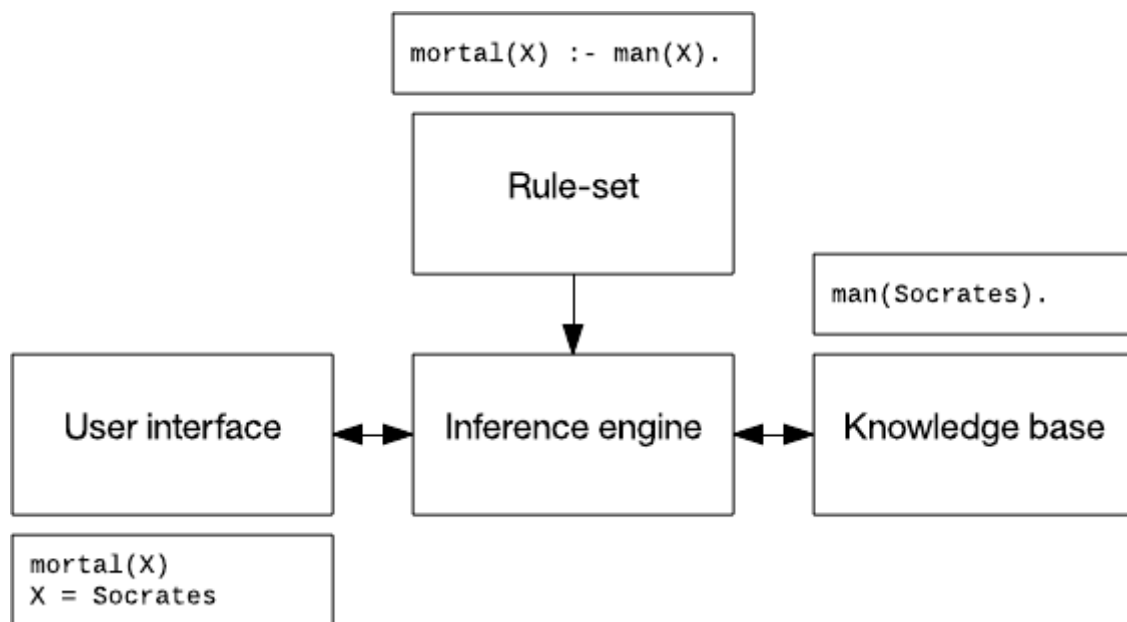 mortal(X) :- man(X).
Rule-set
man(Socrates).
User interface
Inference engine
Knowledge base
mortal(X)
X = Socrates